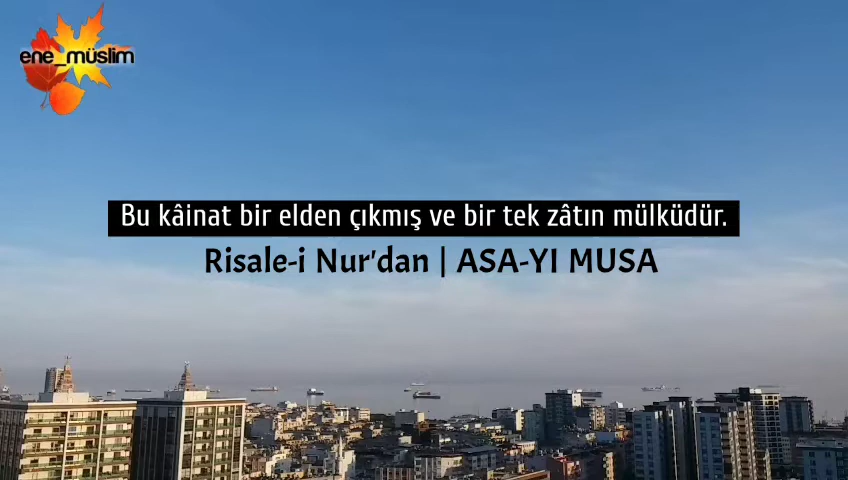 ene_müslim
Bu kâinat bir elden çıkmış ve bir tek zâtın mülküdür.
Risale-i Nur'dan | ASA-YI MUSA